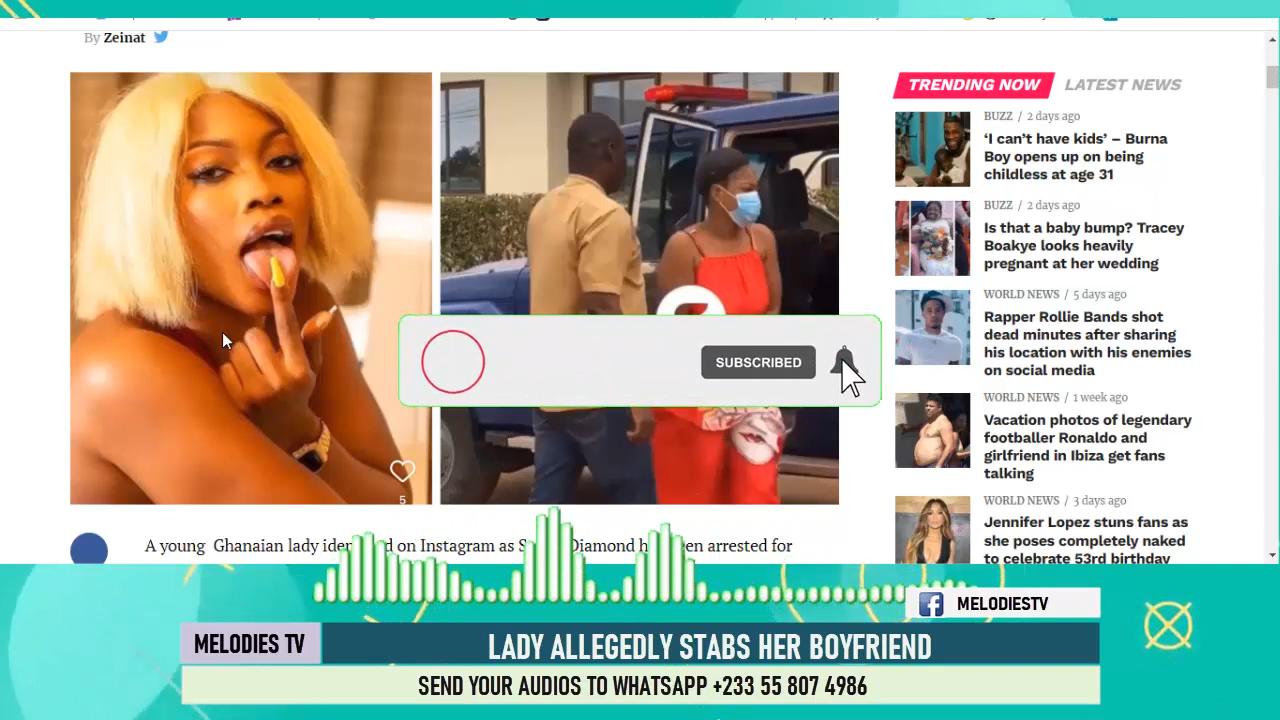 By Zeinat
TRENDING NOW
LATEST NEWS
BUZZ / 2 days ago
‘I can’t have kids’ – Burna
Boy opens up on being
childless at age 31
BUZZ / 2 days ago
Is that a baby bump? Tracey
Boakye looks heavily
pregnant at her wedding
WORLD NEWS / 5 days ago
Rapper Rollie Bands shot
dead minutes after sharing
his location with his enemies
on social media
WORLD NEWS / 1 week ago
Vacation photos of legendary
footballer Ronaldo and
girlfriend in Ibiza get fans
talking
WORLD NEWS / 3 days ago
Jennifer Lopez stuns fans as
she poses completely naked
to celebrate 53rd birthday
SUBSCRIBED
5
A young Ghanaian lady on Instagram as Diamond arrested for
MELODIESTV
MELODIES TV
LADY ALLEGEDLY STABS HER BOYFRIEND
SEND YOUR AUDIOS TO WHATSAPP +233 55 807 4986